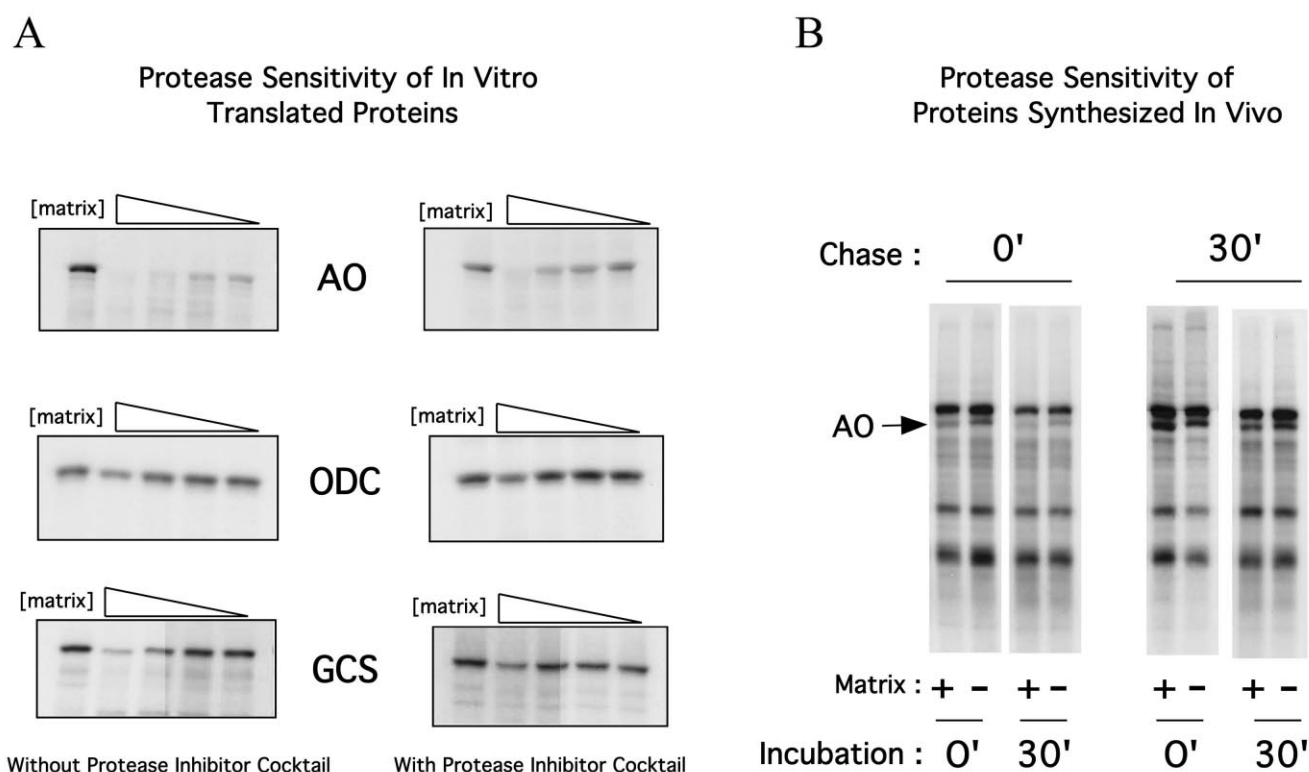 A
Protease Sensitivity of In Vitro
Translated Proteins
[matrix]
[matrix]
AO
[matrix]
[matrix]
ODC
[matrix]
[matrix]
GCS
Without Protease Inhibitor Cocktail
With Protease Inhibitor Cocktail
B
Protease Sensitivity of
Proteins Synthesized In Vivo
Chase : 0' 30'
AO
Matrix : + - + - + - + -
Incubation : 0' 30' 0' 30'